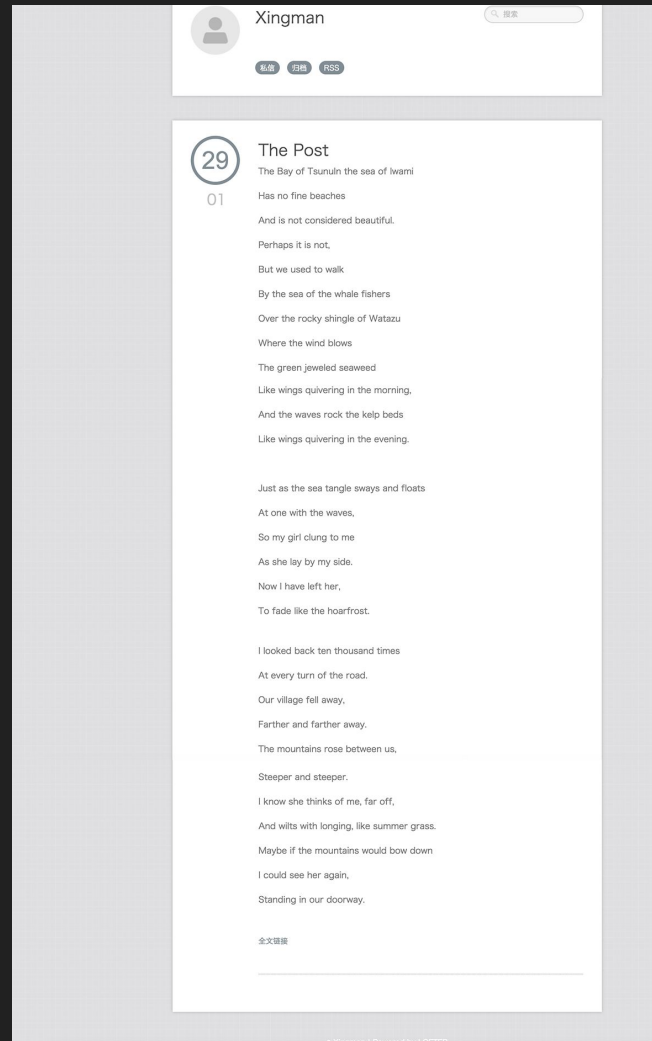 Xingman
搜索
私信 归档 RSS
29
01
The Post
The Bay of TsunuIn the sea of Iwami
Has no fine beaches
And is not considered beautiful.
Perhaps it is not,
But we used to walk
By the sea of the whale fishers
Over the rocky shingle of Watazu
Where the wind blows
The green jeweled seaweed
Like wings quivering in the morning,
And the waves rock the kelp beds
Like wings quivering in the evening.
Just as the sea tangle sways and floats
At one with the waves,
So my girl clung to me
As she lay by my side.
Now I have left her,
To fade like the hoarfrost.
I looked back ten thousand times
At every turn of the road.
Our village fell away,
Farther and farther away.
The mountains rose between us,
Steeper and steeper.
I know she thinks of me, far off,
And wilts with longing, like summer grass.
Maybe if the mountains would bow down
I could see her again,
Standing in our doorway.
全文链接